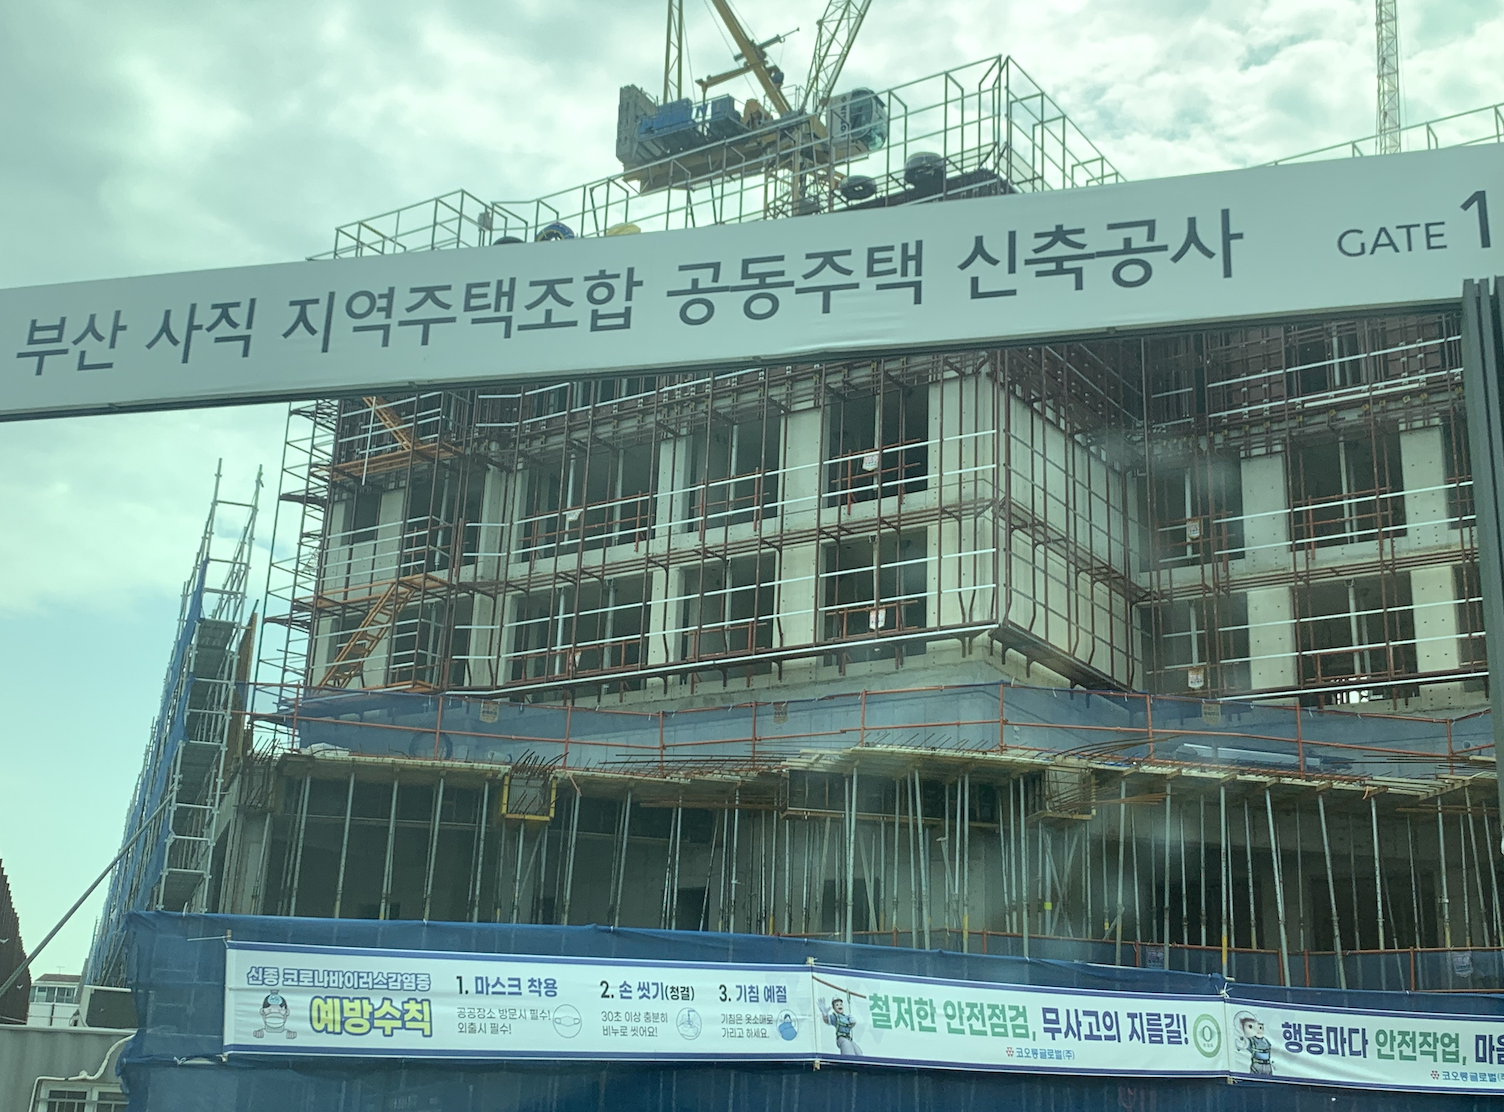 부산 사직 지역주택조합 공동주택 신축공사 GATE 1
신종 코로나바이러스감염증
예방수칙
1. 마스크 착용
공공장소 방문시 필수!
외출시 필수!
2. 손 씻기(청결)
30초 이상 충분히
비누로 씻어요!
3. 기침 예절
기침은 옷소매로
가리고 하세요.
철저한 안전점검, 무사고의 지름길!
코오롱글로벌(주)
행동마다 안전작업,
코오롱글로벌